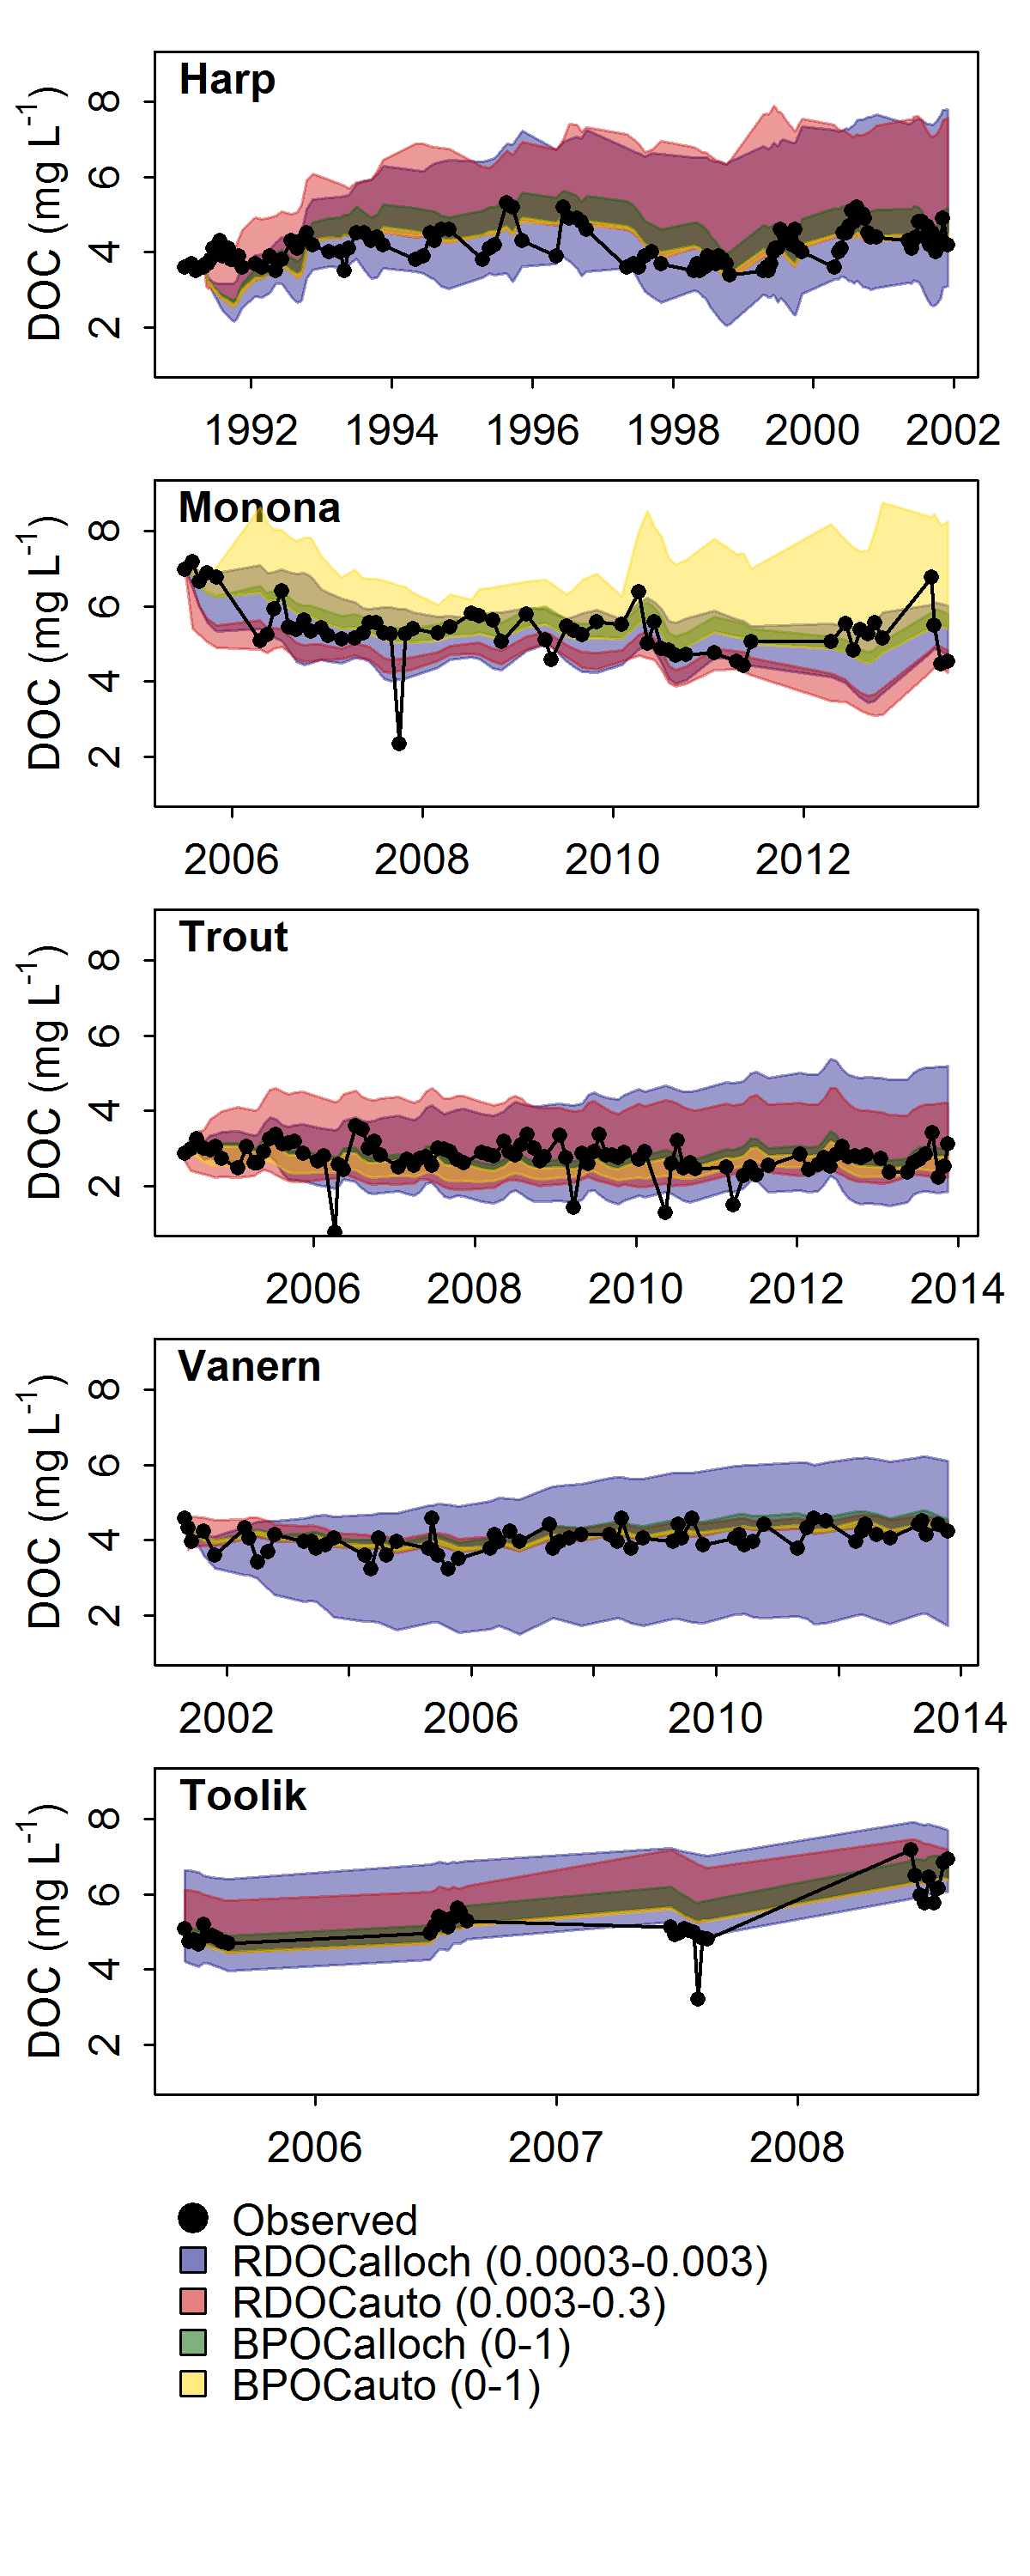 Harp
DOC (mg L-1)
8
6
4
2
1992 1994 1996 1998 2000 2002
Monona
DOC (mg L-1)
8
6
4
2
2006 2008 2010 2012
Trout
DOC (mg L-1)
8
6
4
2
2006 2008 2010 2012 2014
Vanern
DOC (mg L-1)
8
6
4
2
2002 2006 2010 2014
Toolik
DOC (mg L-1)
8
6
4
2
2006 2007 2008
Observed
RDOCalloch (0.0003-0.003)
RDOCauto (0.003-0.3)
BPOCalloch (0-1)
BPOCauto (0-1)